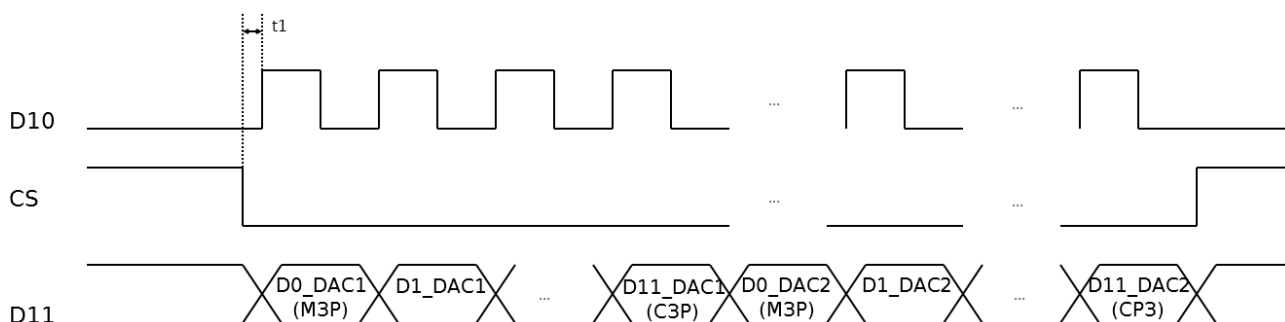 t1
D10
...
...
CS
...
...
D0_DAC1
(M3P)
D1_DAC1
...
D11_DAC1
(C3P)
D0_DAC2
(M3P)
D1_DAC2
...
D11_DAC2
(CP3)
D11